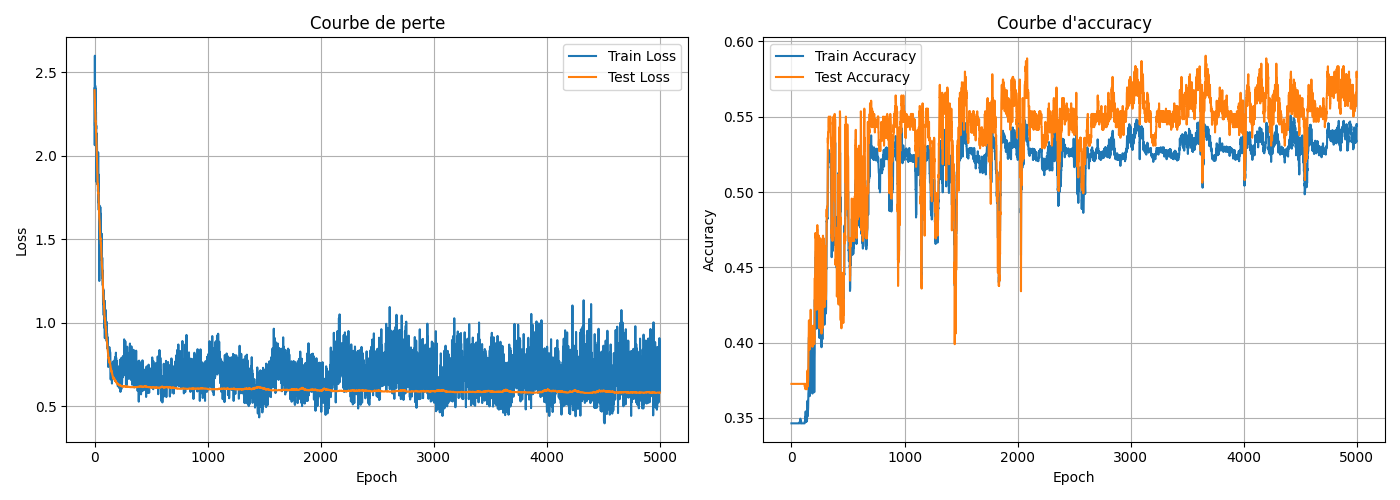 Courbe de perte
Train Loss
Test Loss
2.5
2.0
1.5
1.0
0.5
Loss
0
1000
2000
3000
4000
5000
Epoch
Courbe d'accuracy
Train Accuracy
Test Accuracy
0.60
0.55
0.50
0.45
0.40
0.35
Accuracy
0
1000
2000
3000
4000
5000
Epoch